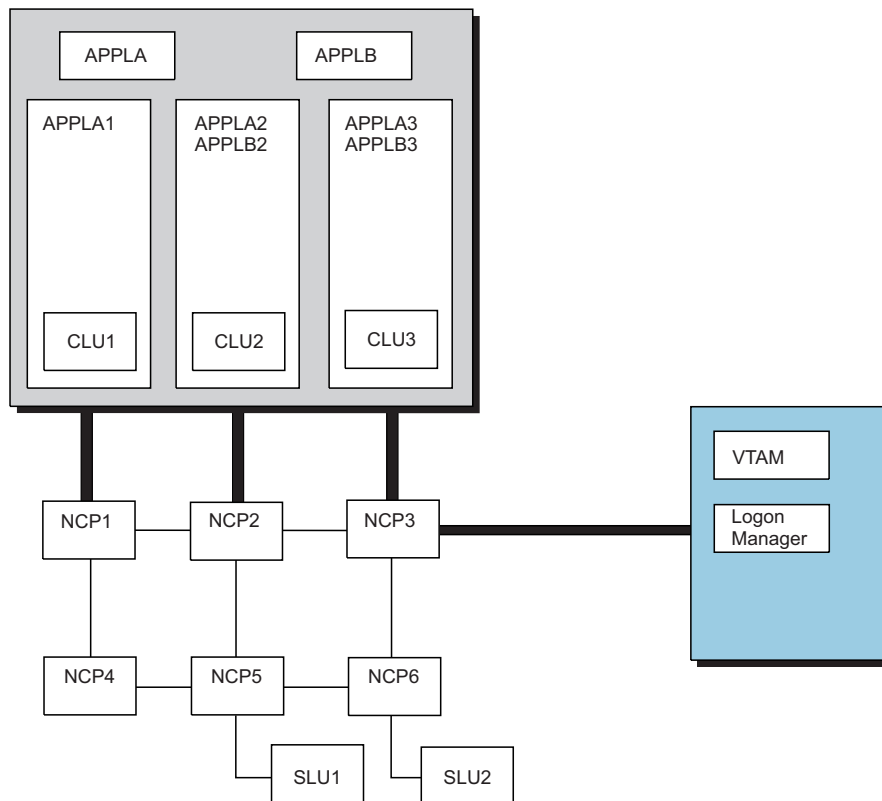 APPLA
APPLB
APPLA1
APPLA2
APPLB2
APPLA3
APPLB3
CLU1
CLU2
CLU3
VTAM
Logon
Manager
NCP1
NCP2
NCP3
NCP4
NCP5
NCP6
SLU1
SLU2